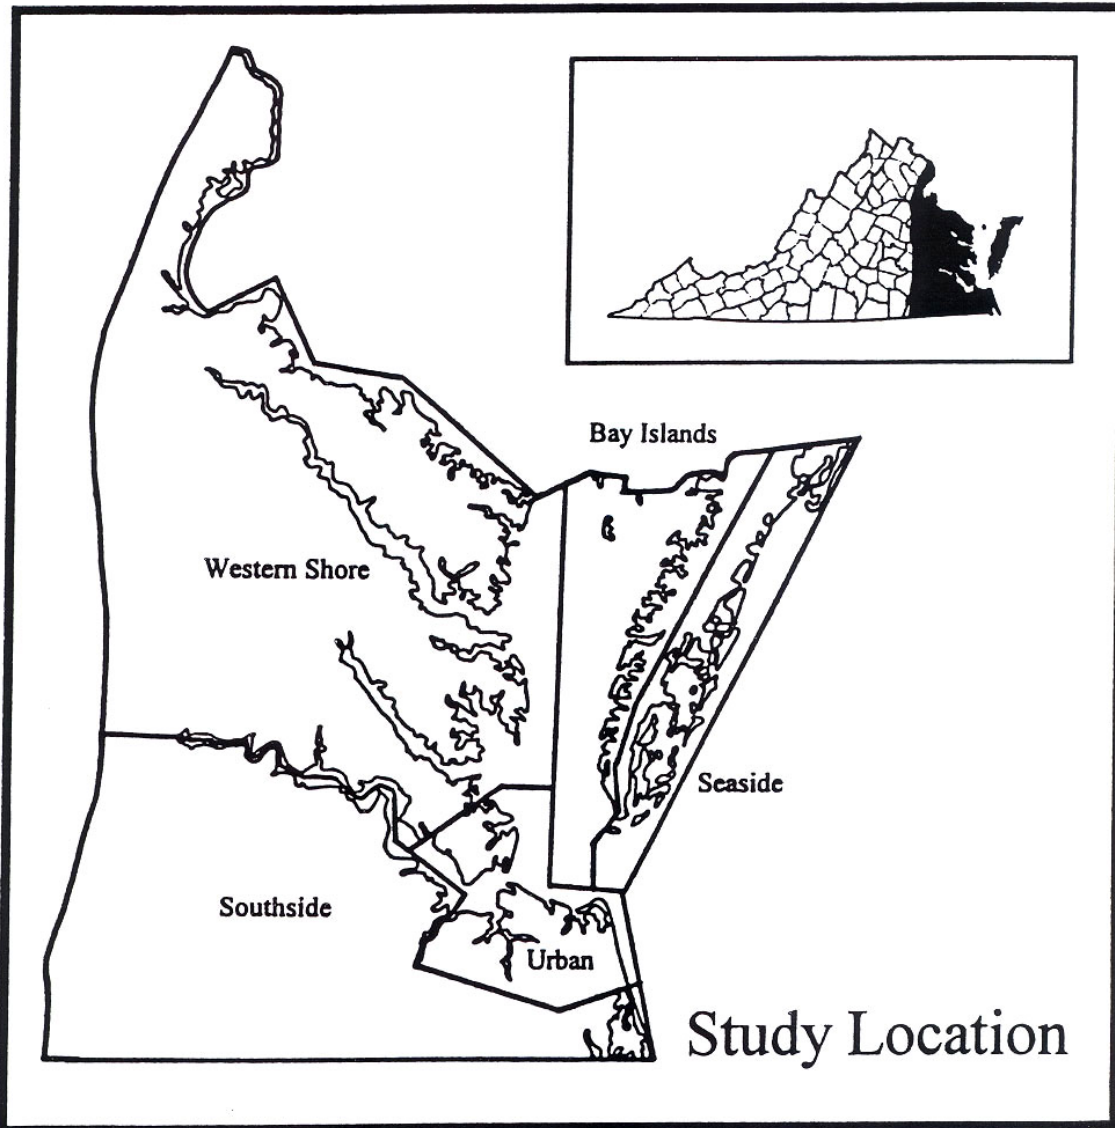 Bay Islands
Western Shore
Seaside
Southside
Urban
Study Location